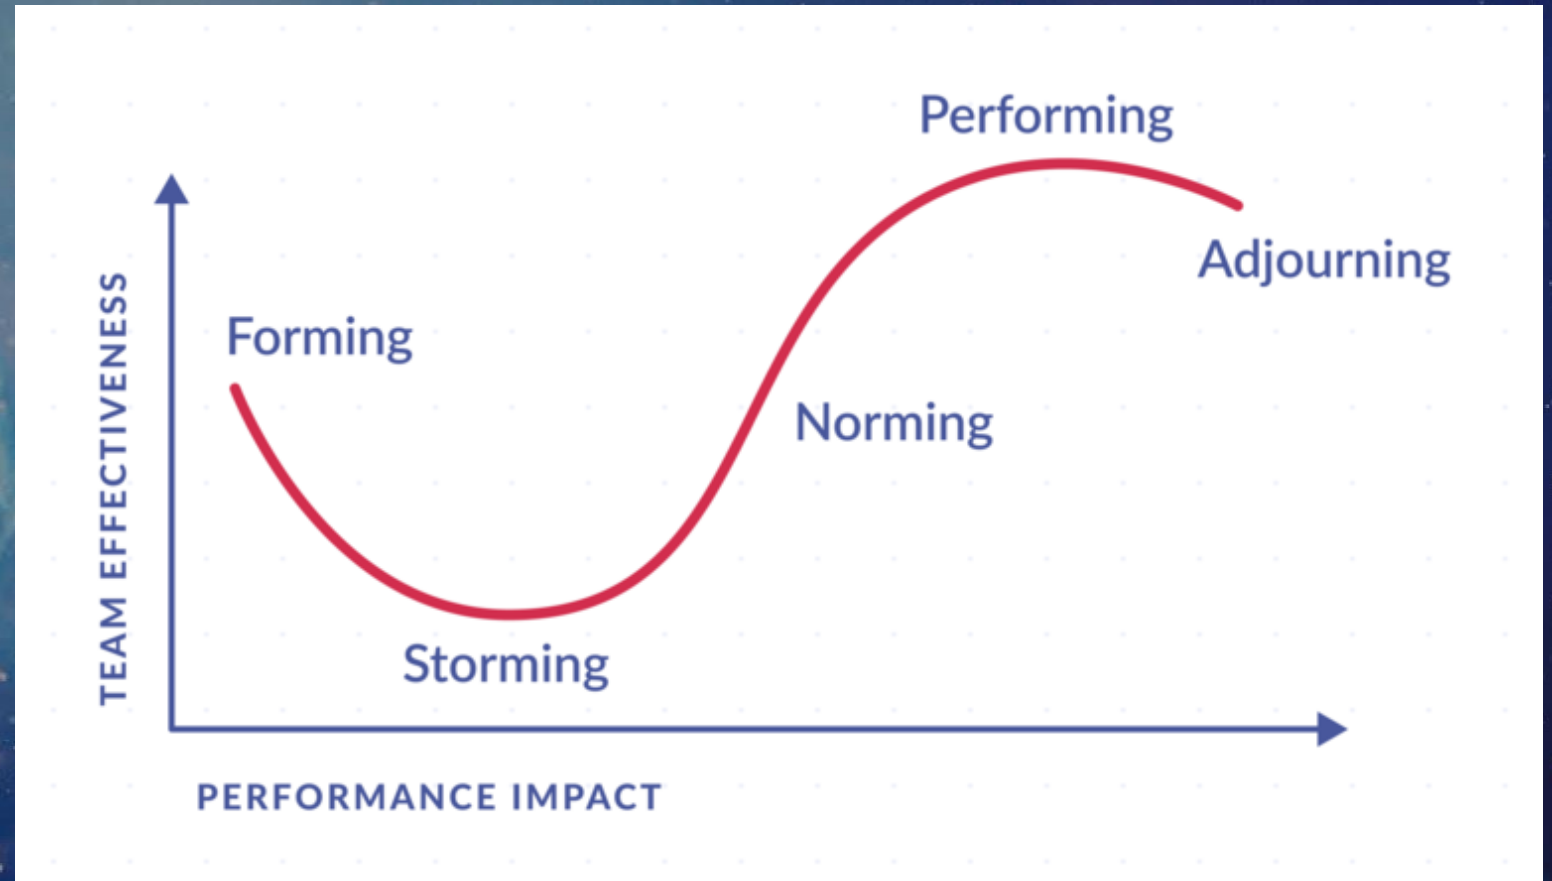 Performing
Adjourning
Forming
Norming
Storming
TEAM EFFECTIVENESS
PERFORMANCE IMPACT